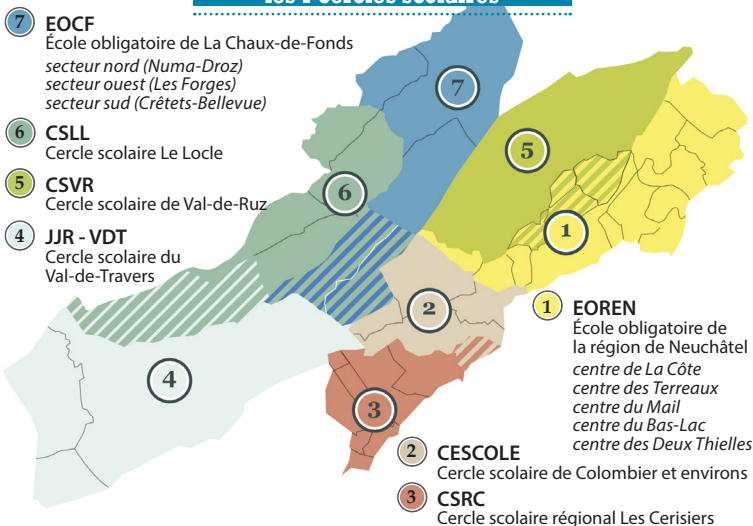 les 7 cercles scolaires
7 EOCF
École obligatoire de La Chaux-de-Fonds
secteur nord (Numa-Droz)
secteur ouest (Les Forges)
secteur sud (Crêtets-Bellevue)
6 CSLL
Cercle scolaire Le Locle
5 CSVR
Cercle scolaire de Val-de-Ruz
4 JJR - VDT
Cercle scolaire du
Val-de-Travers
7
5
6
1
2
4
3
1 EOREN
École obligatoire de
la région de Neuchâtel
centre de La Côte
centre des Terreaux
centre du Mail
centre du Bas-Lac
centre des Deux Thielles
2 CESCOLE
Cercle scolaire de Colombier et environs
3 CSRC
Cercle scolaire régional Les Cerisiers